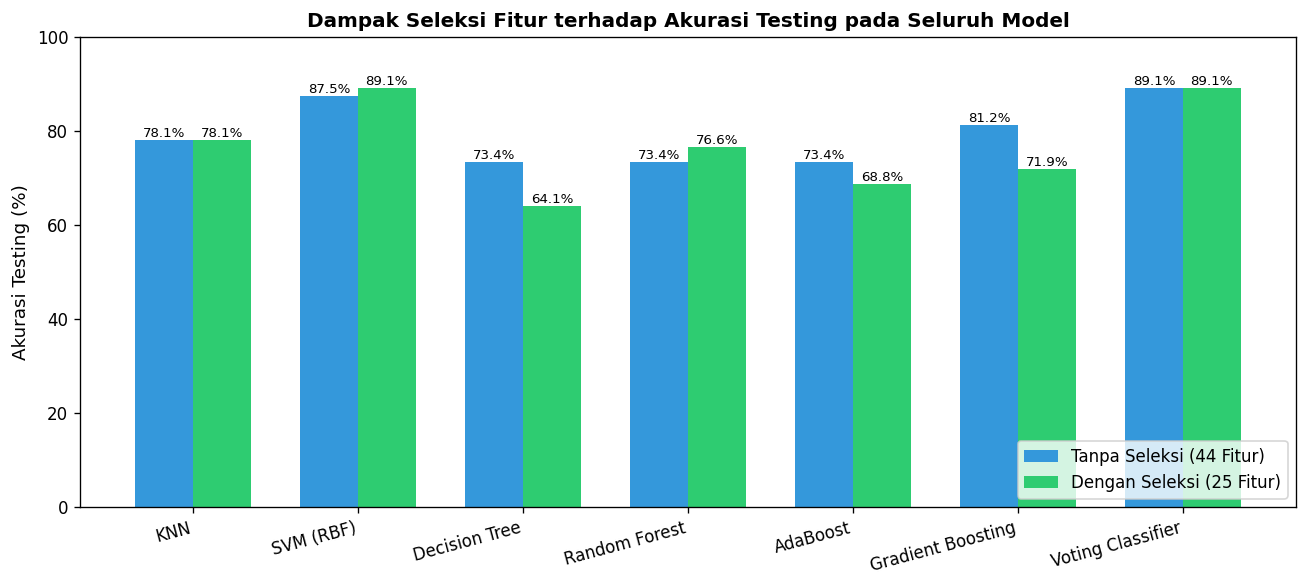 Dampak Seleksi Fitur terhadap Akurasi Testing pada Seluruh Model
Akurasi Testing (%)
100
80
60
40
20
0
78.1%
78.1%
87.5%
89.1%
73.4%
64.1%
73.4%
76.6%
73.4%
68.8%
81.2%
71.9%
89.1%
89.1%
Tanpa Seleksi (44 Fitur)
Dengan Seleksi (25 Fitur)
KNN
SVM (RBF)
Decision Tree
Random Forest
AdaBoost
Gradient Boosting
Voting Classifier